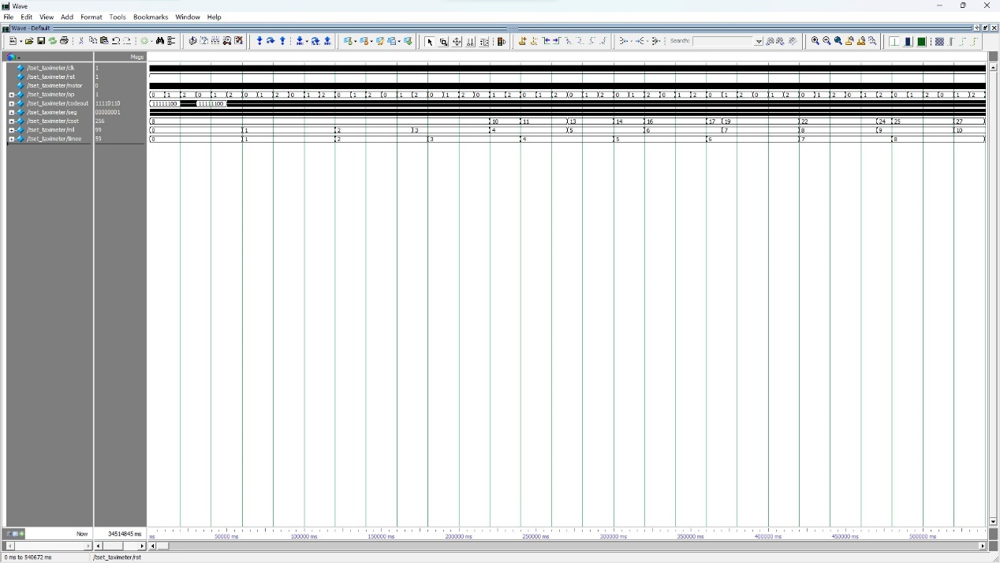 Wave
File Edit View Add Format Tools Bookmarks Window Help
Wave - Default
Search:
Msgs
/tset_taximeter/clk 1
/tset_taximeter/rst 1
/tset_taximeter/motor 0
/tset_taximeter/op 1 0 1 2 0 1 2 0 1 2 0 1 2 0 1 2 0 1 2 0 1 2 0 1 2 0 1 2 0 1 2 0 1 2 0 1 2 0 1 2 0 1 2 0 1 2 0 1 2 0 1 2 0 1 2
/tset_taximeter/codeout 11110110 11111100 11111100
/tset_taximeter/seg 00000001
/tset_taximeter/cost 256 8 10 11 13 14 16 17 19 22 24 25 27
/tset_taximeter/mil 99 0 1 2 3 4 5 6 7 8 9 10
/tset_taximeter/timee 59 0 1 2 3 4 5 6 7 8
Now 34514845 ms ns 50000 ms 100000 ms 150000 ms 200000 ms 250000 ms 300000 ms 350000 ms 400000 ms 450000 ms 500000 ms
0 ms to 540672 ms /tset_taximeter/rst